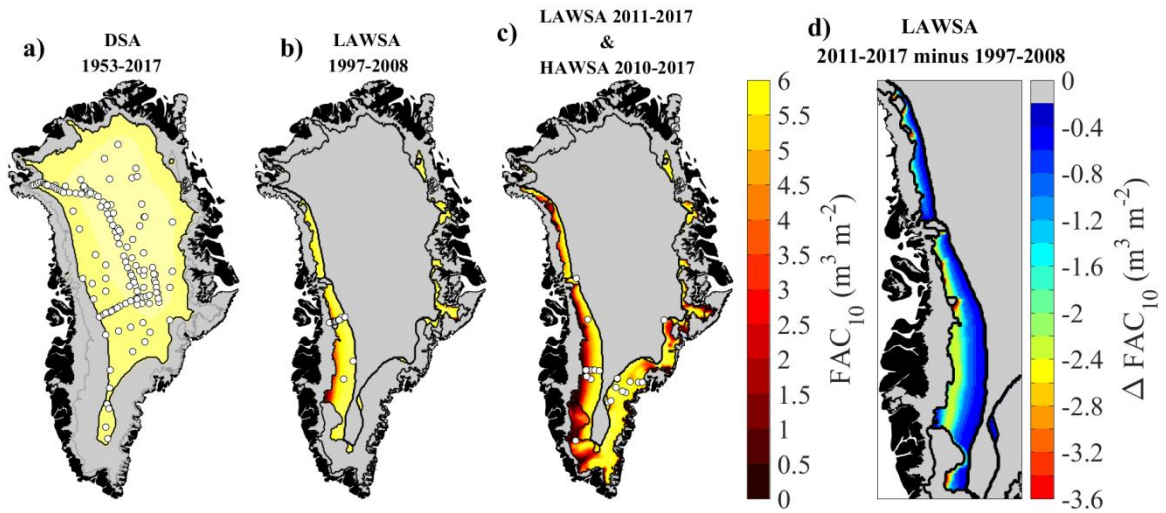 a)
DSA
1953-2017
b)
LAWSA
1997-2008
c)
LAWSA 2011-2017
&
HAWSA 2010-2017
6
5.5
5
4.5
4
3.5
3
2.5
2
1.5
1
0.5
0
FAC10 (m3 m-2)
d)
LAWSA
2011-2017 minus 1997-2008
0
-0.4
-0.8
-1.2
-1.6
-2
-2.4
-2.8
-3.2
-3.6
Δ FAC10 (m3 m-2)